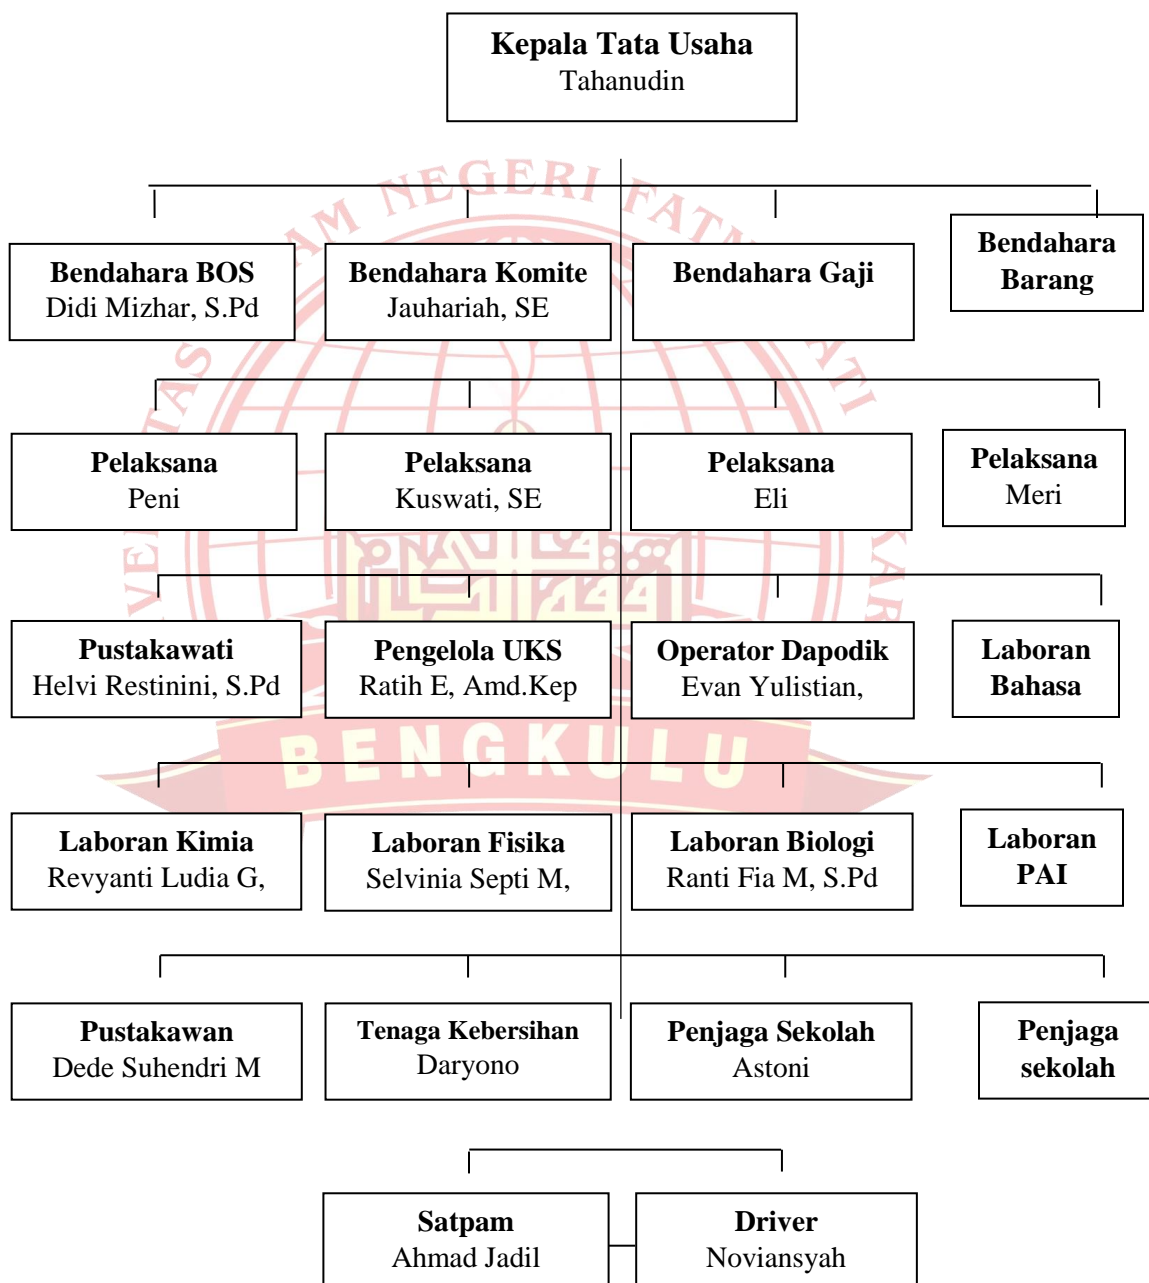 Kepala Tata Usaha
Tahanudin
Bendahara BOS
Didi Mizhar, S.Pd
Bendahara Komite
Jauhariah, SE
Bendahara Gaji
Bendahara
Barang
Pelaksana
Peni
Pelaksana
Kuswati, SE
Pelaksana
Eli
Pelaksana
Meri
Pustakawati
Helvi Restinini, S.Pd
Pengelola UKS
Ratih E, Amd.Kep
Operator Dapodik
Evan Yulistian,
Laboran
Bahasa
BENGKULU
Laboran Kimia
Revyanti Ludia G,
Laboran Fisika
Selvinia Septi M,
Laboran Biologi
Ranti Fia M, S.Pd
Laboran
PAI
Pustakawan
Dede Suhendri M
Tenaga Kebersihan
Daryono
Penjaga Sekolah
Astoni
Penjaga
sekolah
Satpam
Ahmad Jadil
Driver
Noviansyah